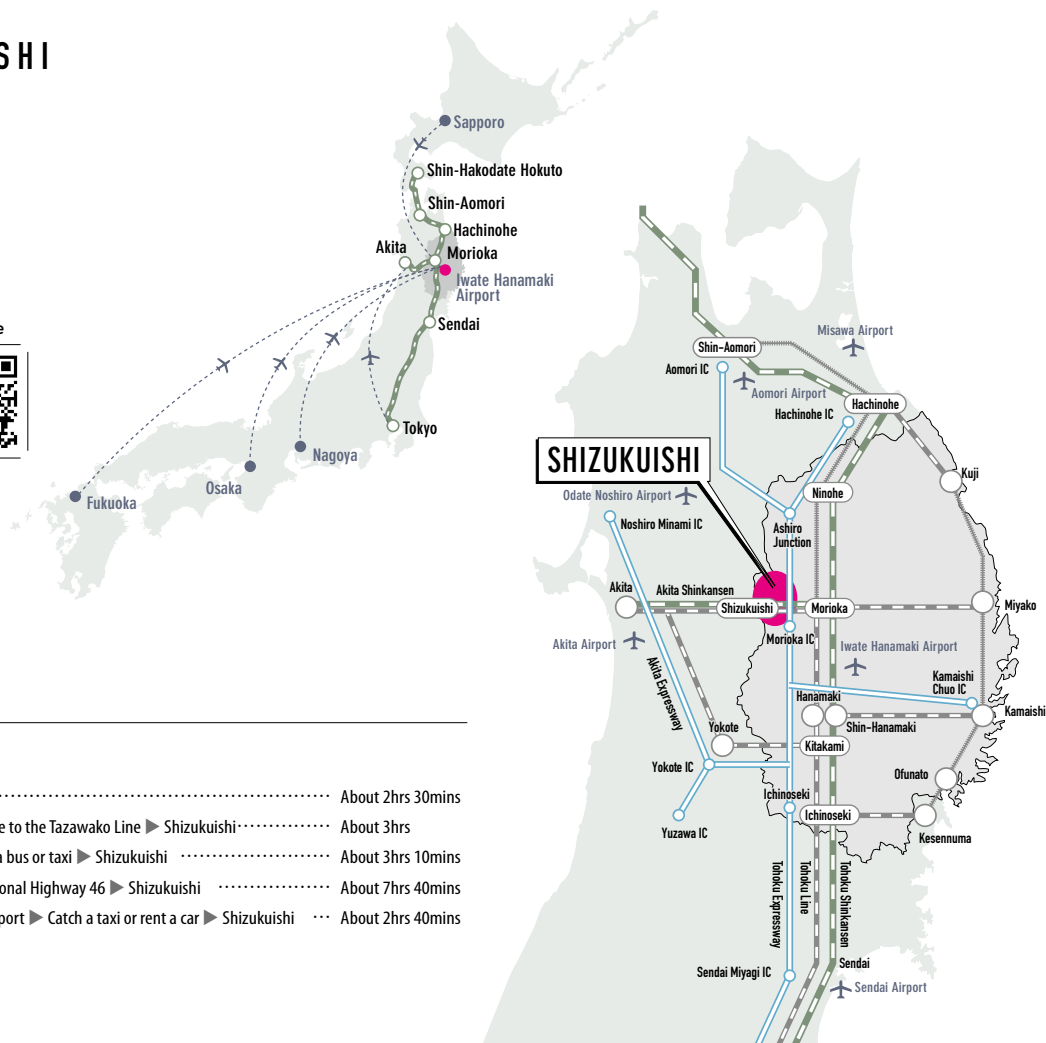 SHI
Sapporo
Shin-Hakodate Hokuto
Shin-Aomori
Hachinohe
Akita
Morioka
Iwate Hanamaki
Airport
Sendai
Tokyo
Nagoya
Osaka
Fukuoka
e
Misawa Airport
Shin-Aomori
Aomori IC
Aomori Airport
Hachinohe
Hachinohe IC
SHIZUKUISHI
Kuji
Odate Noshiro Airport
Ninohe
Noshiro Minami IC
Ashiro
Junction
Akita
Akita Shinkansen
Shizukuishi
Morioka
Miyako
Morioka IC
Akita Airport
Iwate Hanamaki Airport
Akita Expressway
Kamaishi
Chuo IC
Hanamaki
Kamaishi
Shin-Hanamaki
Yokote
Kitakami
Yokote IC
Ofunato
Ichinoseki
Ichinoseki
Yuzawa IC
Kesennuma
Tohoku Expressway
Tohoku Line
Tohoku Shinkansen
Sendai Miyagi IC
Sendai
Sendai Airport
About 2hrs 30mins
e to the Tazawako Line ▶ Shizukuishi About 3hrs
a bus or taxi ▶ Shizukuishi About 3hrs 10mins
onal Highway 46 ▶ Shizukuishi About 7hrs 40mins
port ▶ Catch a taxi or rent a car ▶ Shizukuishi About 2hrs 40mins